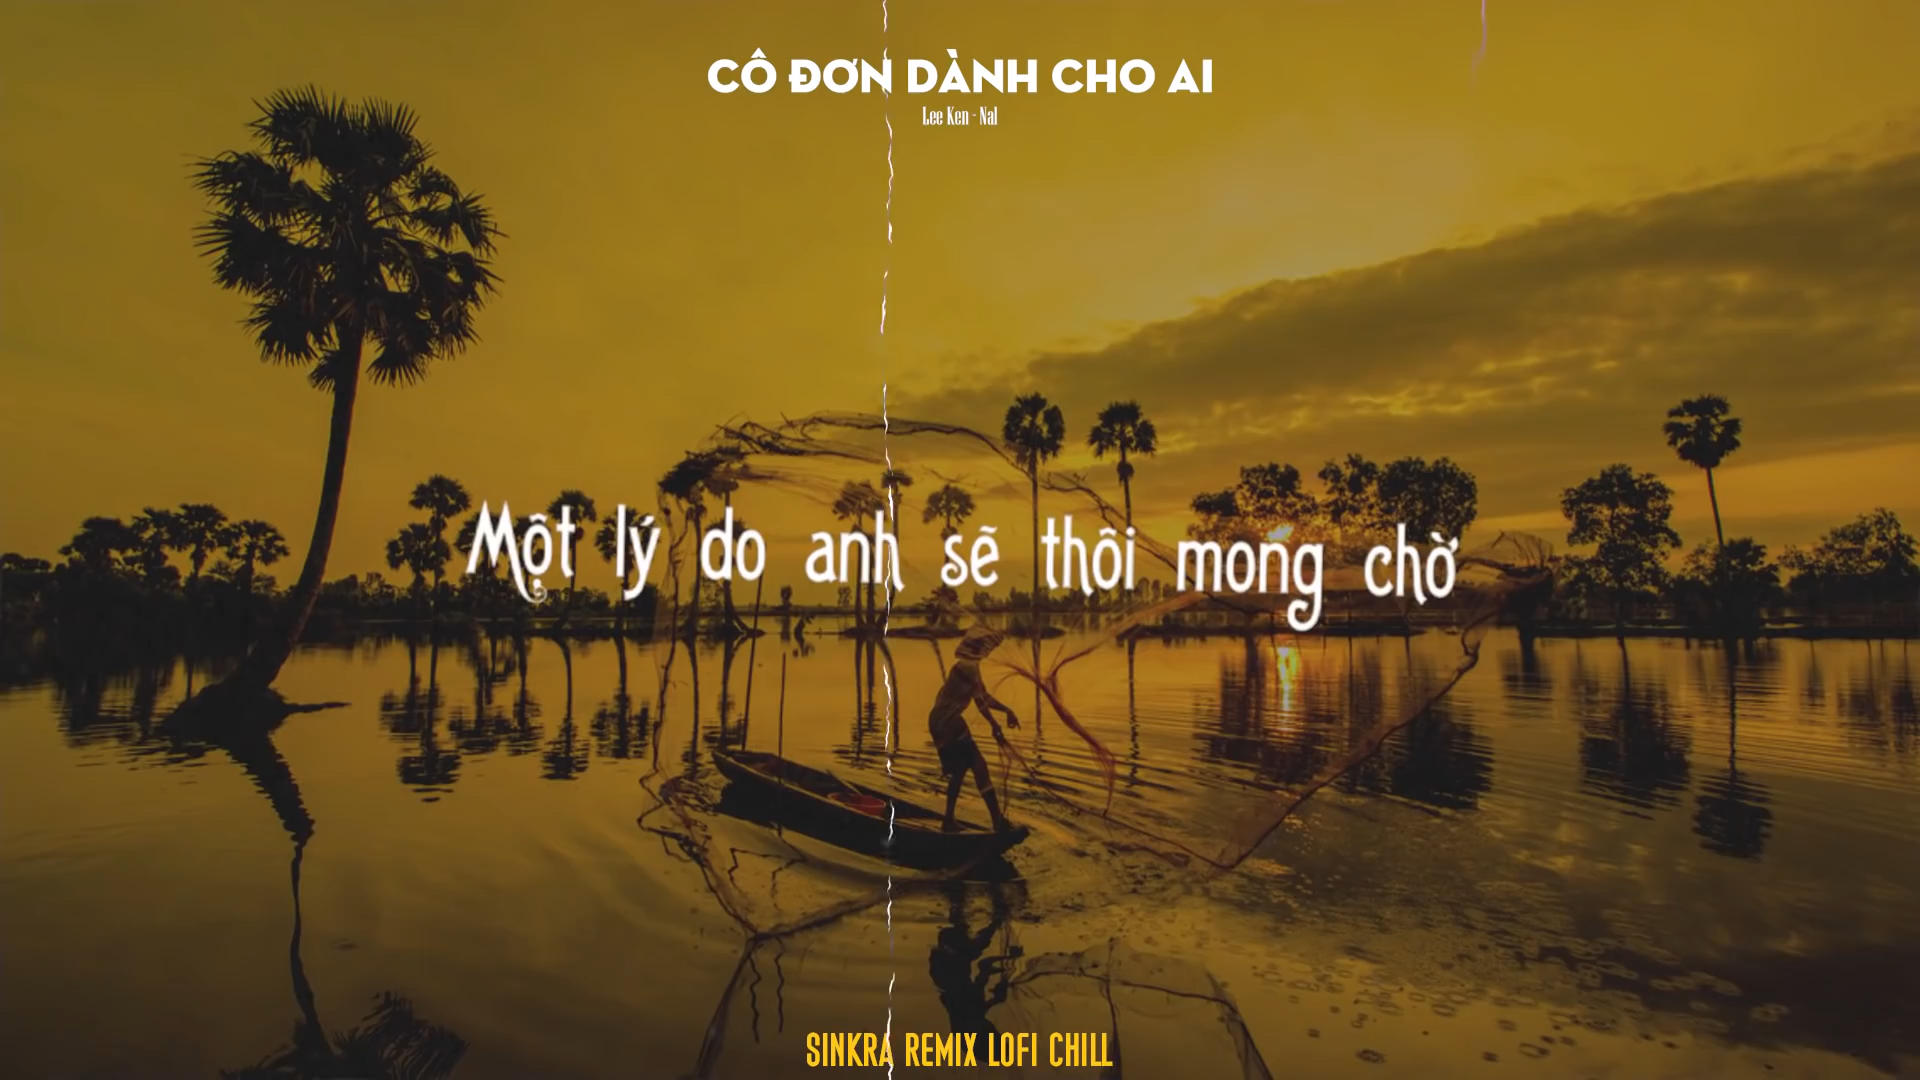 CÔ ĐƠN DÀNH CHO AI
Lee Ken - Nal
Một lý do anh sẽ thôi mong chờ
SINKRA REMIX LOFI CHILL